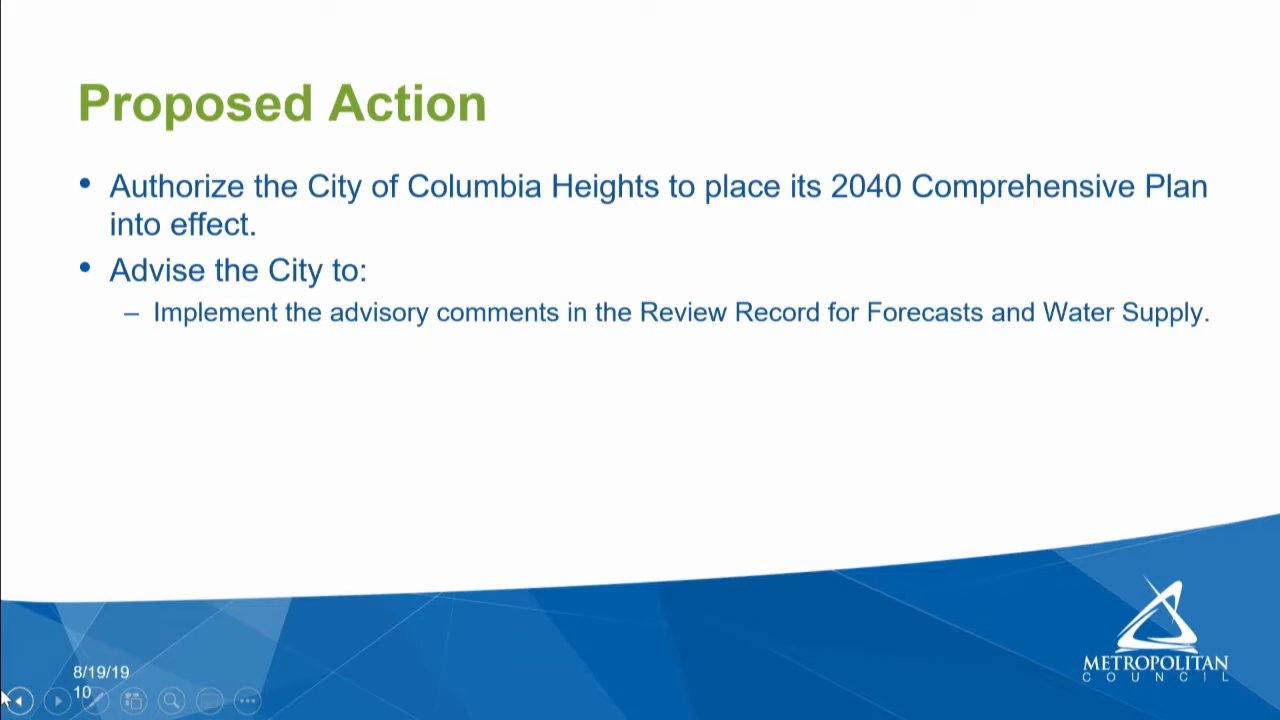 Proposed Action
• Authorize the City of Columbia Heights to place its 2040 Comprehensive Plan
into effect.
• Advise the City to:
– Implement the advisory comments in the Review Record for Forecasts and Water Supply.
8/19/19
10
METROPOLITAN
COUNCIL